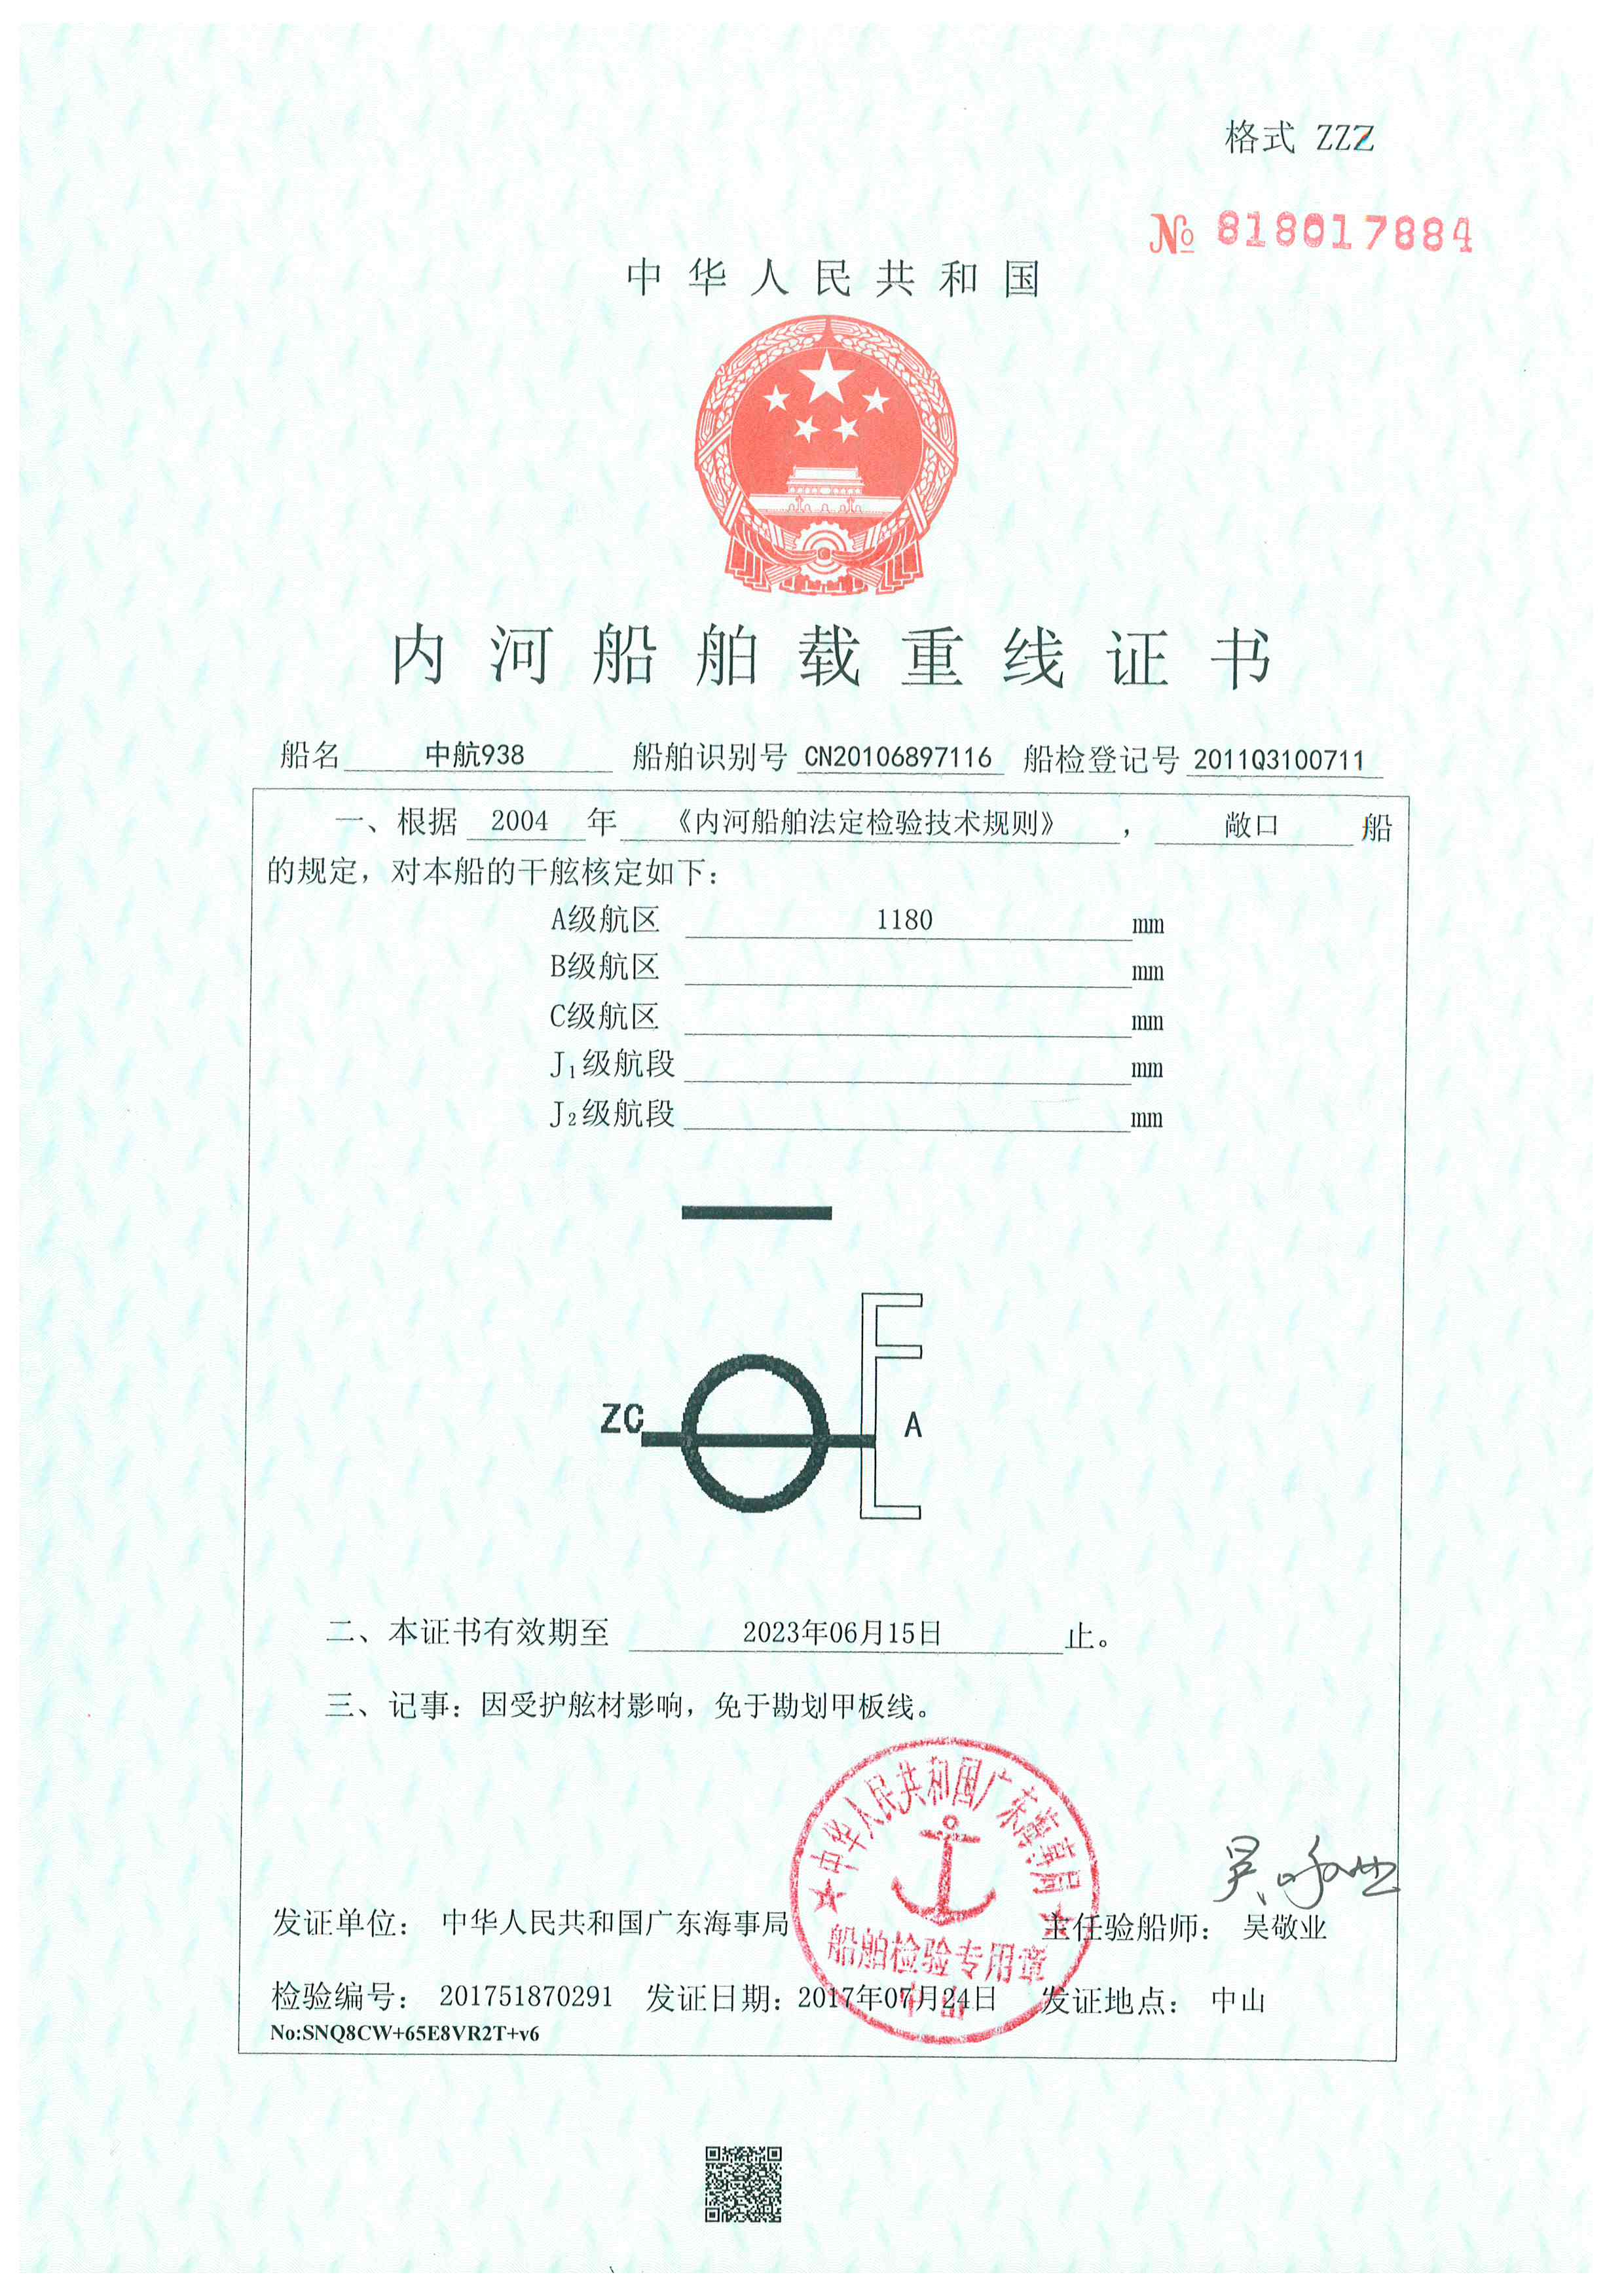 格式 ZZZ
№ 818017884
中华人民共和国
内河船舶载重线证书
船名 中航938 船舶识别号 CN20106897116 船检登记号 2011Q3100711
一、根据 2004 年 《内河船舶法定检验技术规则》 , 敞口 船
的规定，对本船的干舷核定如下：
A级航区 1180 mm
B级航区 mm
C级航区 mm
J₁级航段 mm
J₂级航段 mm
ZC A
二、本证书有效期至 2023年06月15日 止。
三、记事：因受护舷材影响，免于勘划甲板线。
中华人民共和国广东海事局
船舶检验专用章
发证单位： 中华人民共和国广东海事局 主任验船师： 吴敬业
检验编号： 201751870291 发证日期：2017年07月24日 发证地点： 中山
No:SNQ8CW+65E8VR2T+v6